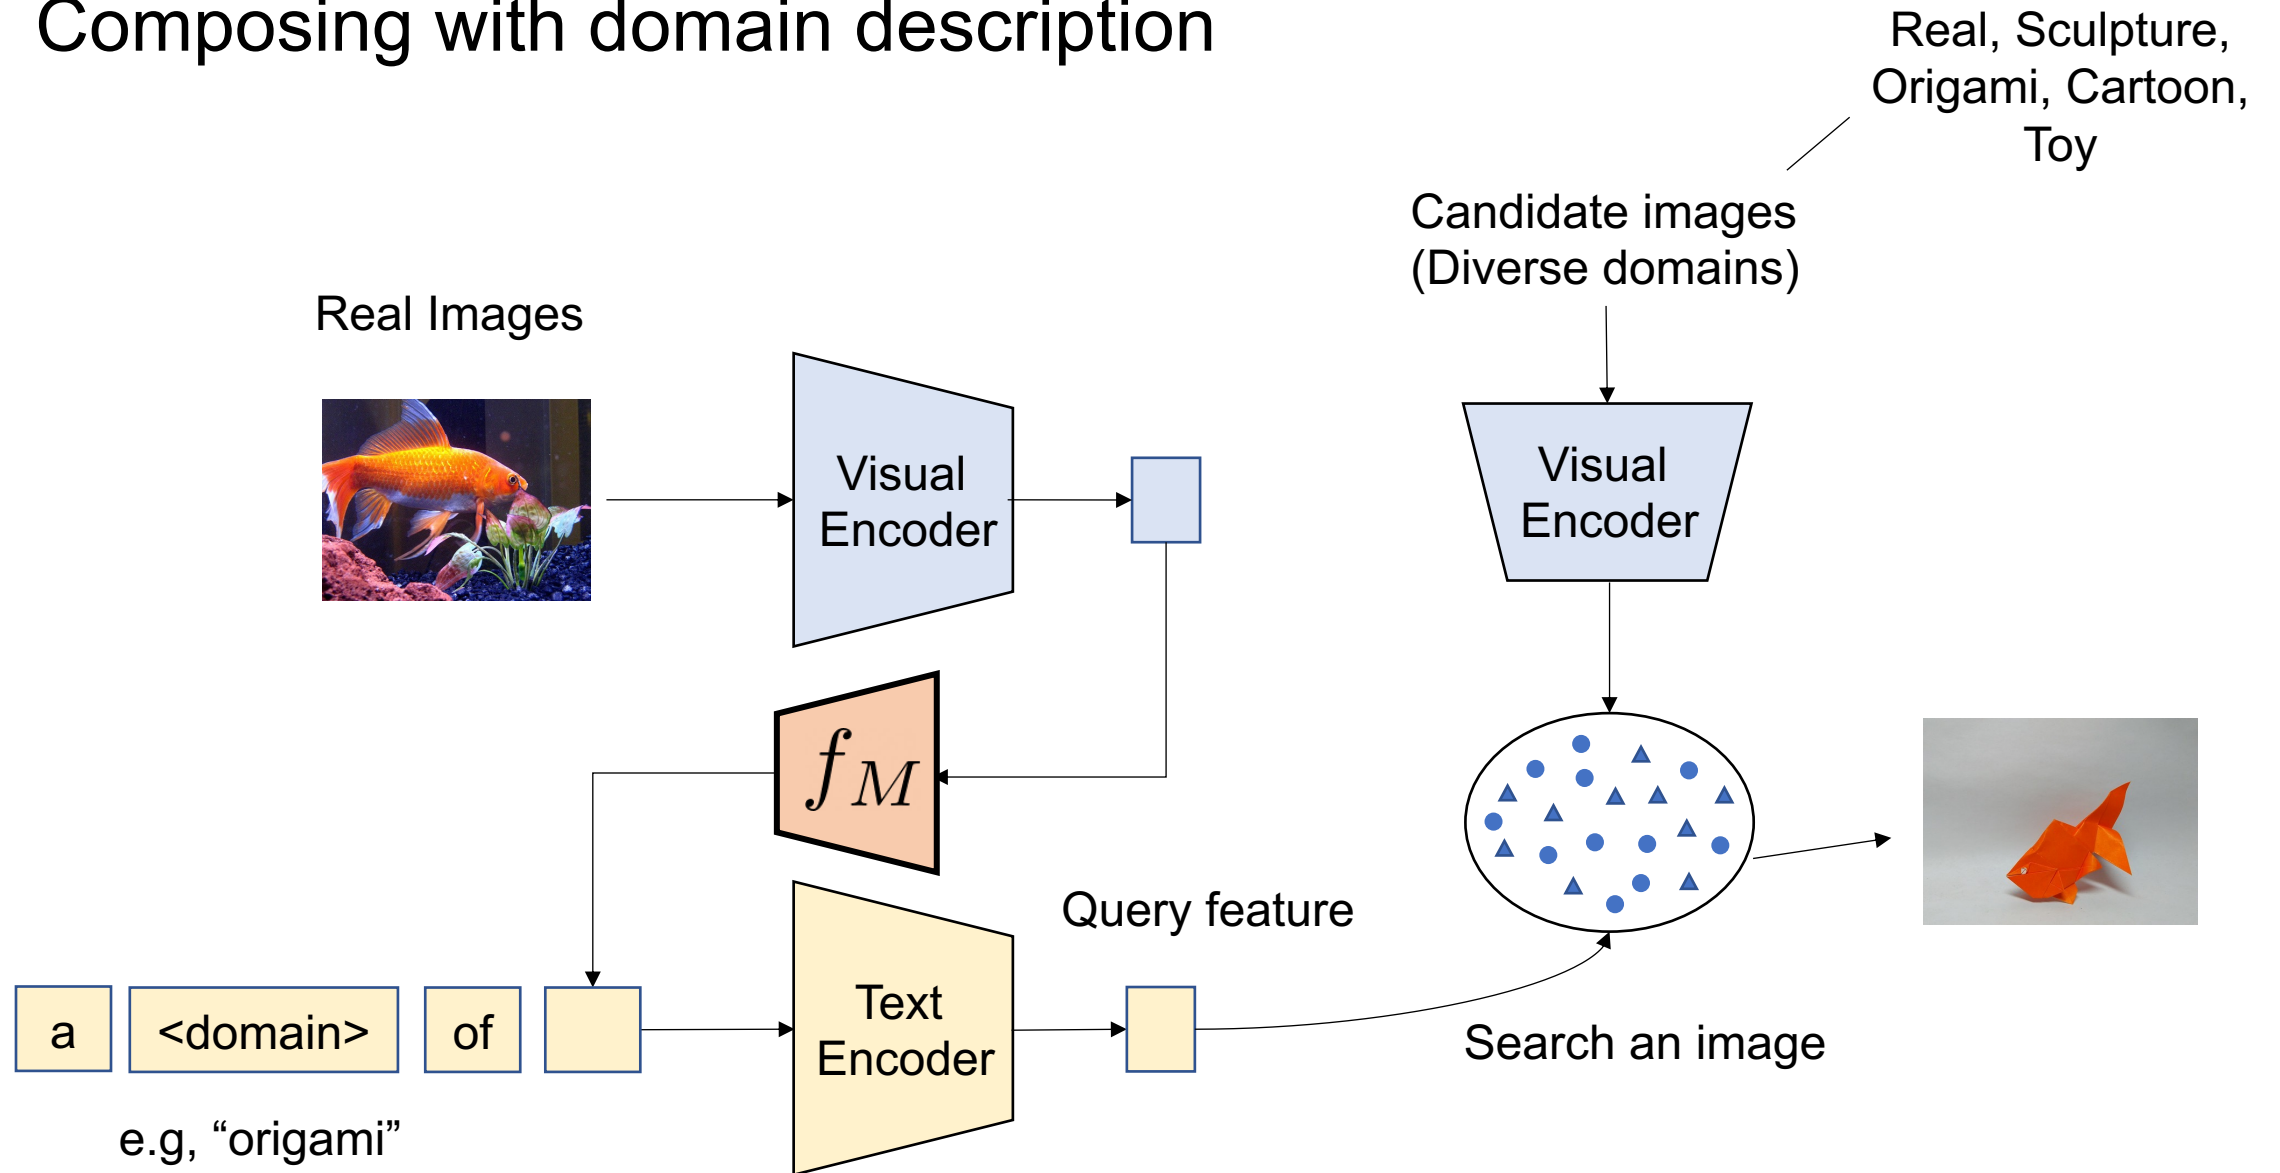 Composing with domain description
Real, Sculpture,
Origami, Cartoon,
Toy
Candidate images
(Diverse domains)
Real Images
Visual
Encoder
Visual
Encoder
f_M
Query feature
a <domain> of
Text
Encoder
Search an image
e.g, “origami”